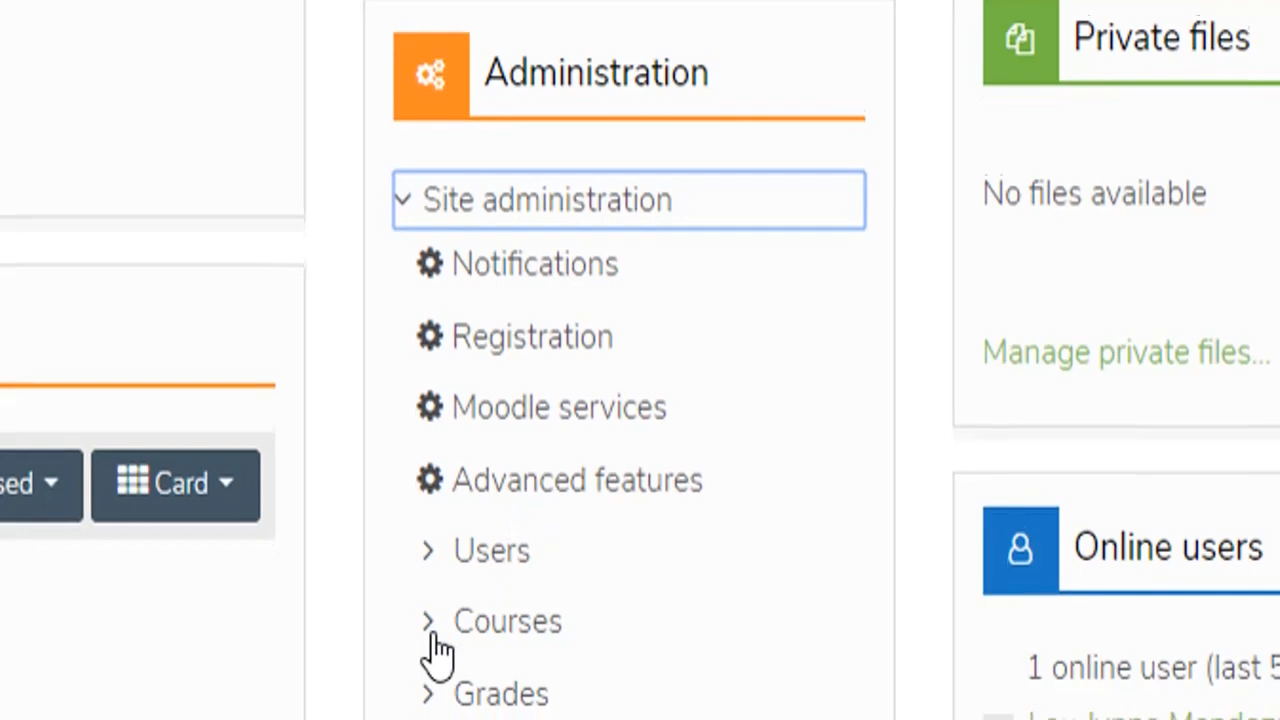 Administration
Site administration
Notifications
Registration
Moodle services
Advanced features
Users
Courses
Grades
Card
Private files
No files available
Manage private files...
Online users
1 online user (last 5